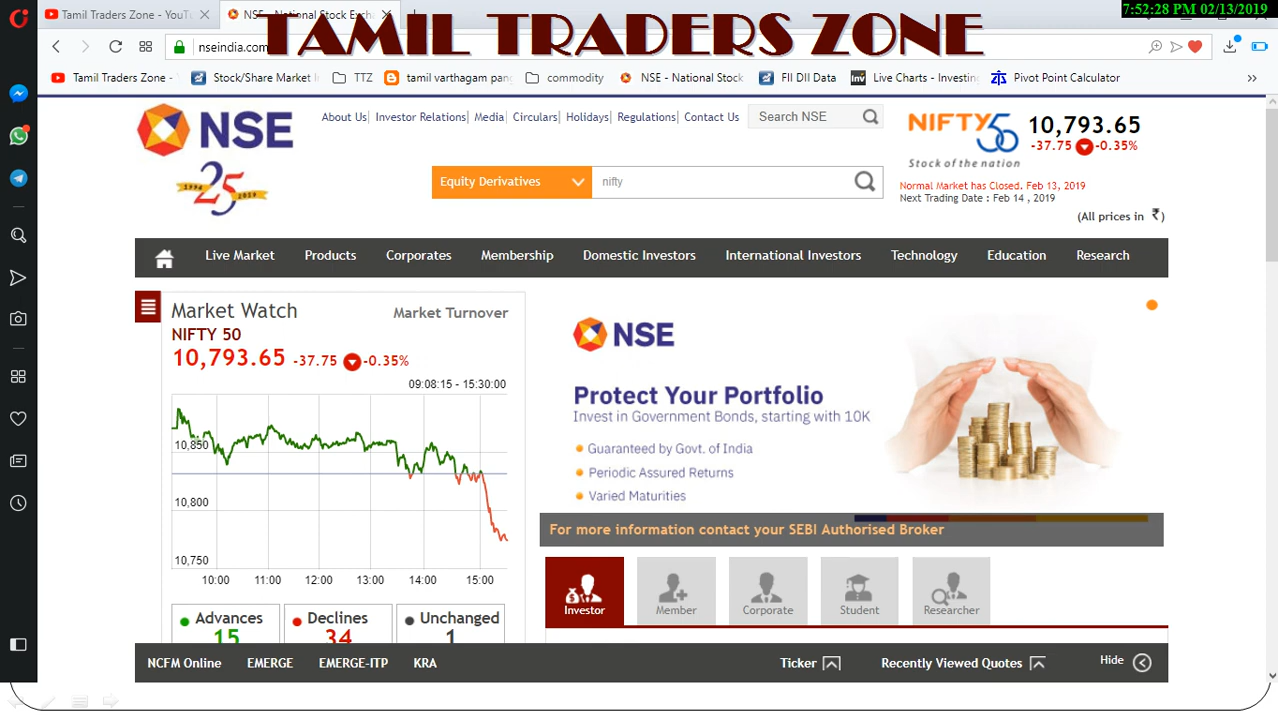 Tamil Traders Zone - YouTu
NSE - National Stock Excha
7:52:28 PM 02/13/2019
TAMIL TRADERS ZONE
nseindia.com
Tamil Traders Zone -
Stock/Share Market I
TTZ
tamil varthagam pan
commodity
NSE - National Stock
FII DII Data
Inv
Live Charts - Investin
Pivot Point Calculator
NSE
1994 25 2019
About Us| Investor Relations| Media| Circulars| Holidays| Regulations| Contact Us
Search NSE
NIFTY 50
Stock of the nation
10,793.65
-37.75 -0.35%
Equity Derivatives
nifty
Normal Market has Closed. Feb 13, 2019
Next Trading Date : Feb 14 , 2019
(All prices in ₹)
Live Market Products Corporates Membership Domestic Investors International Investors Technology Education Research
Market Watch
Market Turnover
NIFTY 50
10,793.65 -37.75 -0.35%
09:08:15 - 15:30:00
10,850
10,800
10,750
10:00 11:00 12:00 13:00 14:00 15:00
Advances
15
Declines
34
Unchanged
1
NSE
Protect Your Portfolio
Invest in Government Bonds, starting with 10K
Guaranteed by Govt. of India
Periodic Assured Returns
Varied Maturities
For more information contact your SEBI Authorised Broker
Investor
Member
Corporate
Student
Researcher
NCFM Online EMERGE EMERGE-ITP KRA
Ticker
Recently Viewed Quotes
Hide